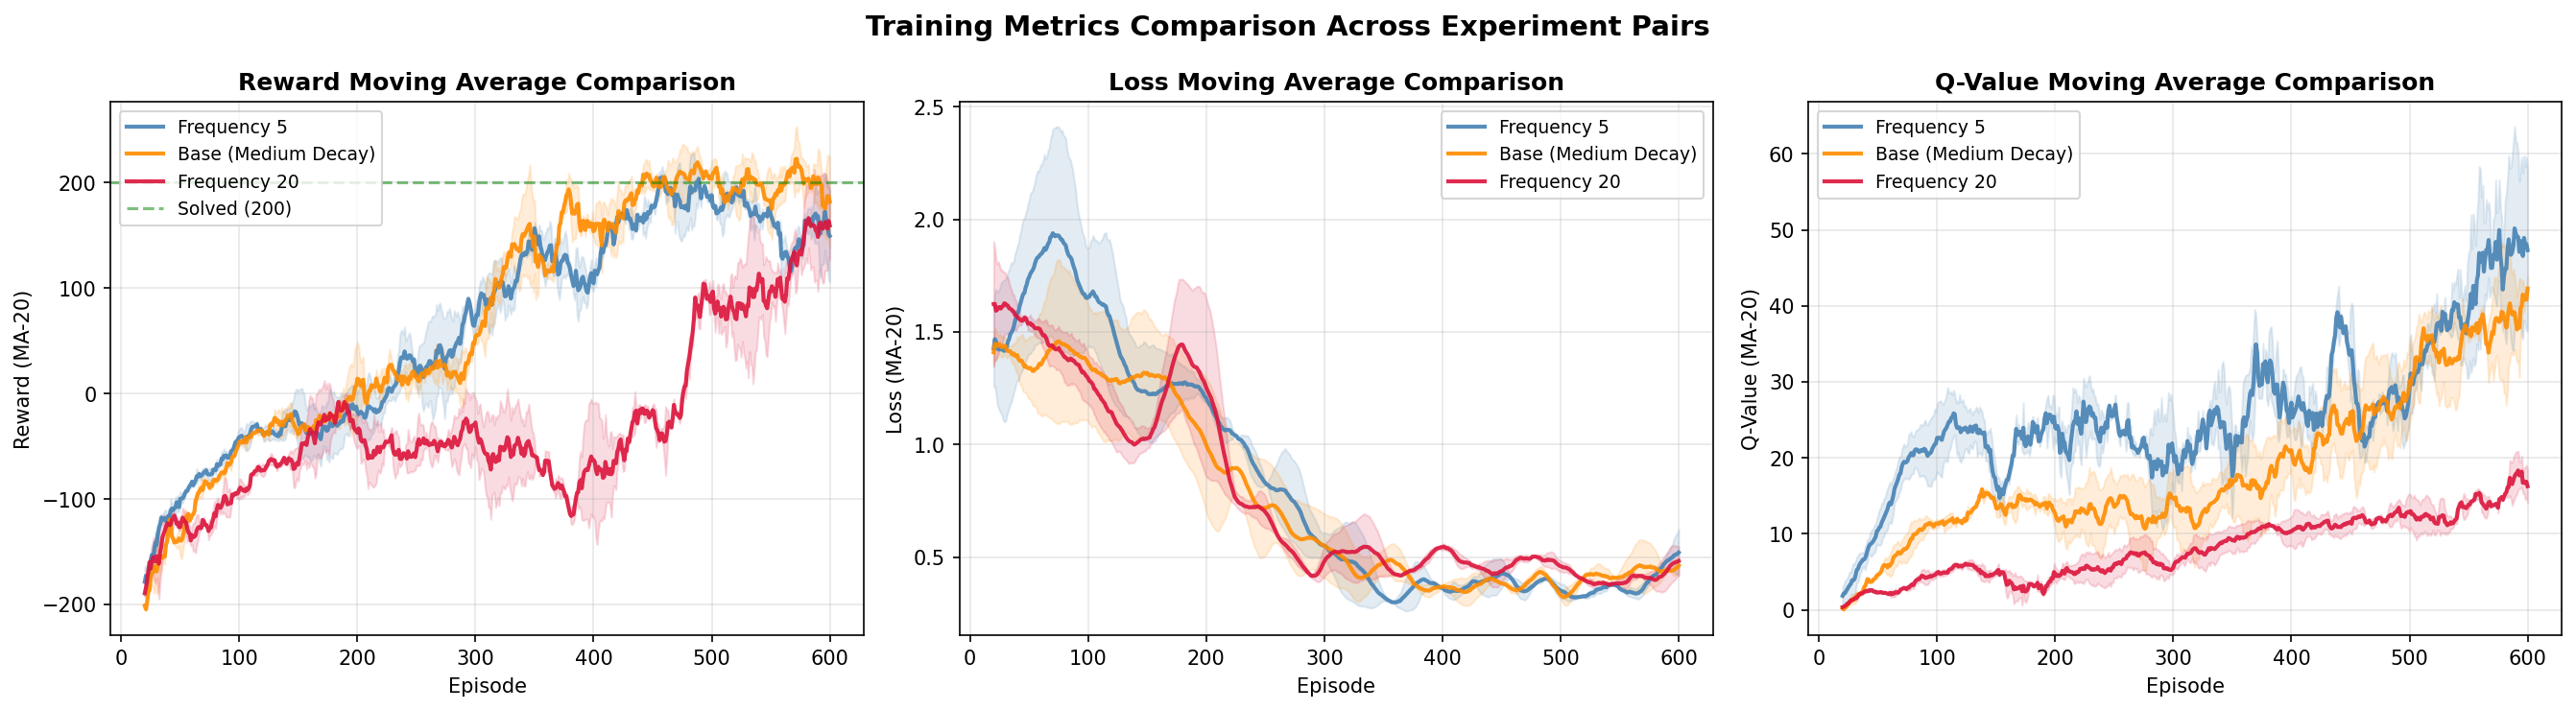 Training Metrics Comparison Across Experiment Pairs
Reward Moving Average Comparison
Frequency 5
Base (Medium Decay)
Frequency 20
Solved (200)
200
100
0
−100
−200
Reward (MA-20)
0 100 200 300 400 500 600
Episode
Loss Moving Average Comparison
Frequency 5
Base (Medium Decay)
Frequency 20
2.5
2.0
1.5
1.0
0.5
Loss (MA-20)
0 100 200 300 400 500 600
Episode
Q-Value Moving Average Comparison
Frequency 5
Base (Medium Decay)
Frequency 20
60
50
40
30
20
10
0
Q-Value (MA-20)
0 100 200 300 400 500 600
Episode